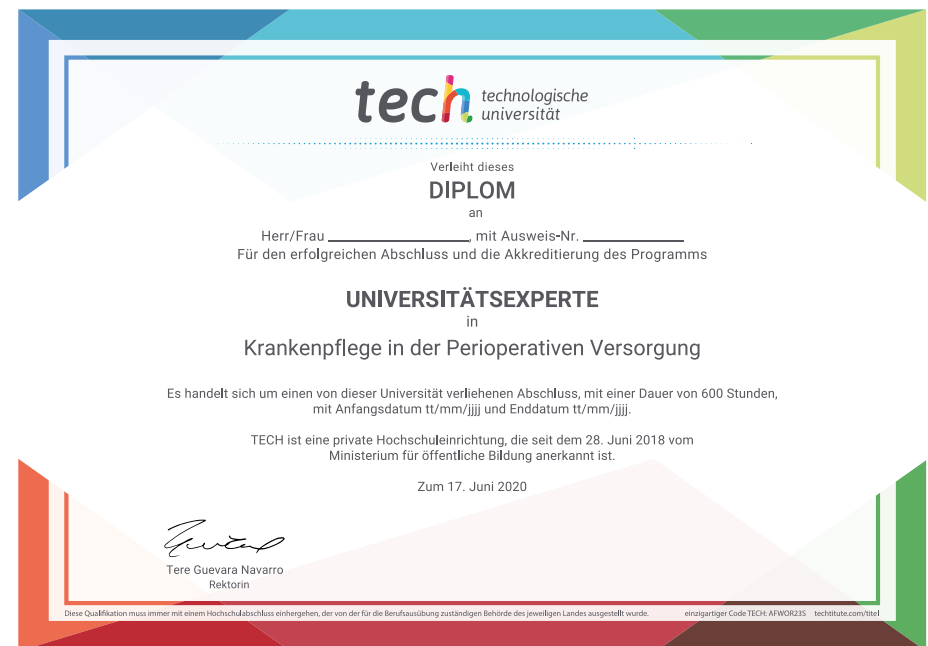 tech technologische
universität
Verleiht dieses
DIPLOM
an
Herr/Frau ____________, mit Ausweis-Nr. ____________
Für den erfolgreichen Abschluss und die Akkreditierung des Programms
UNIVERSITÄTSEXPERTE
in
Krankenpflege in der Perioperativen Versorgung
Es handelt sich um einen von dieser Universität verliehenen Abschluss, mit einer Dauer von 600 Stunden,
mit Anfangsdatum tt/mm/jjjj und Enddatum tt/mm/jjjj.
TECH ist eine private Hochschuleinrichtung, die seit dem 28. Juni 2018 vom
Ministerium für öffentliche Bildung anerkannt ist.
Zum 17. Juni 2020
Tere Guevara Navarro
Rektorin
Diese Qualifikation muss immer mit einem Hochschulabschluss einhergehen, der von der für die Berufsausübung zuständigen Behörde des jeweiligen Landes ausgestellt wurde. einzigartiger Code TECH: AFWOR23S techtitute.com/titel